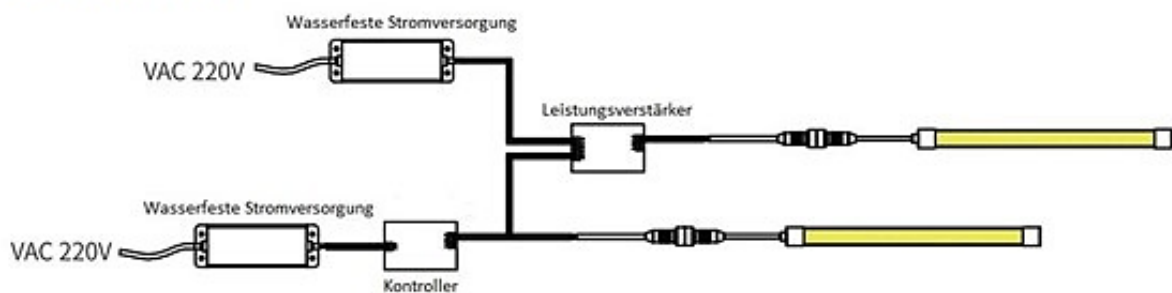 Wasserfeste Stromversorgung
VAC 220V
Leistungsverstärker
Wasserfeste Stromversorgung
VAC 220V
Kontroller